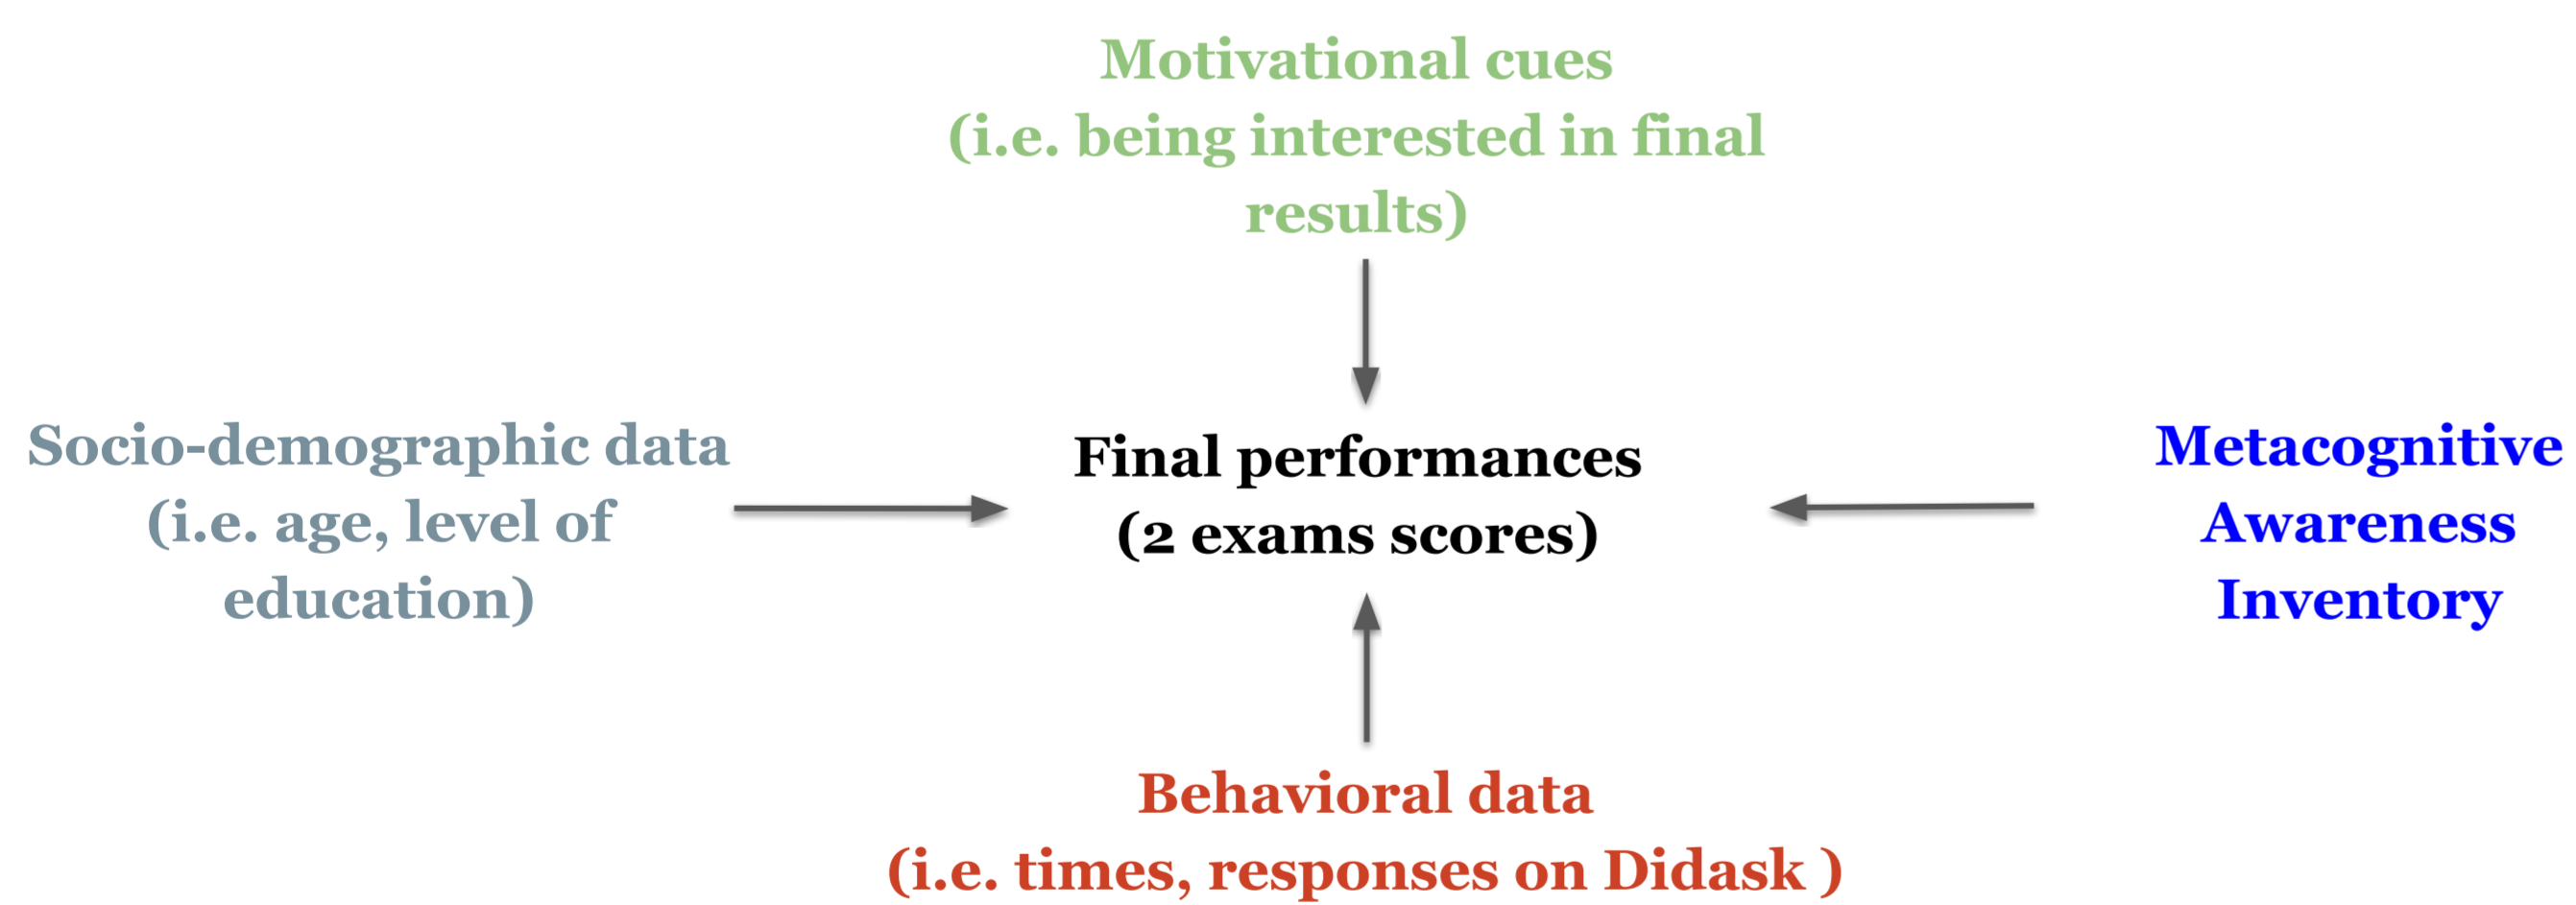 Motivational cues
(i.e. being interested in final
results)
Socio-demographic data
(i.e. age, level of
education)
Final performances
(2 exams scores)
Metacognitive
Awareness
Inventory
Behavioral data
(i.e. times, responses on Didask )